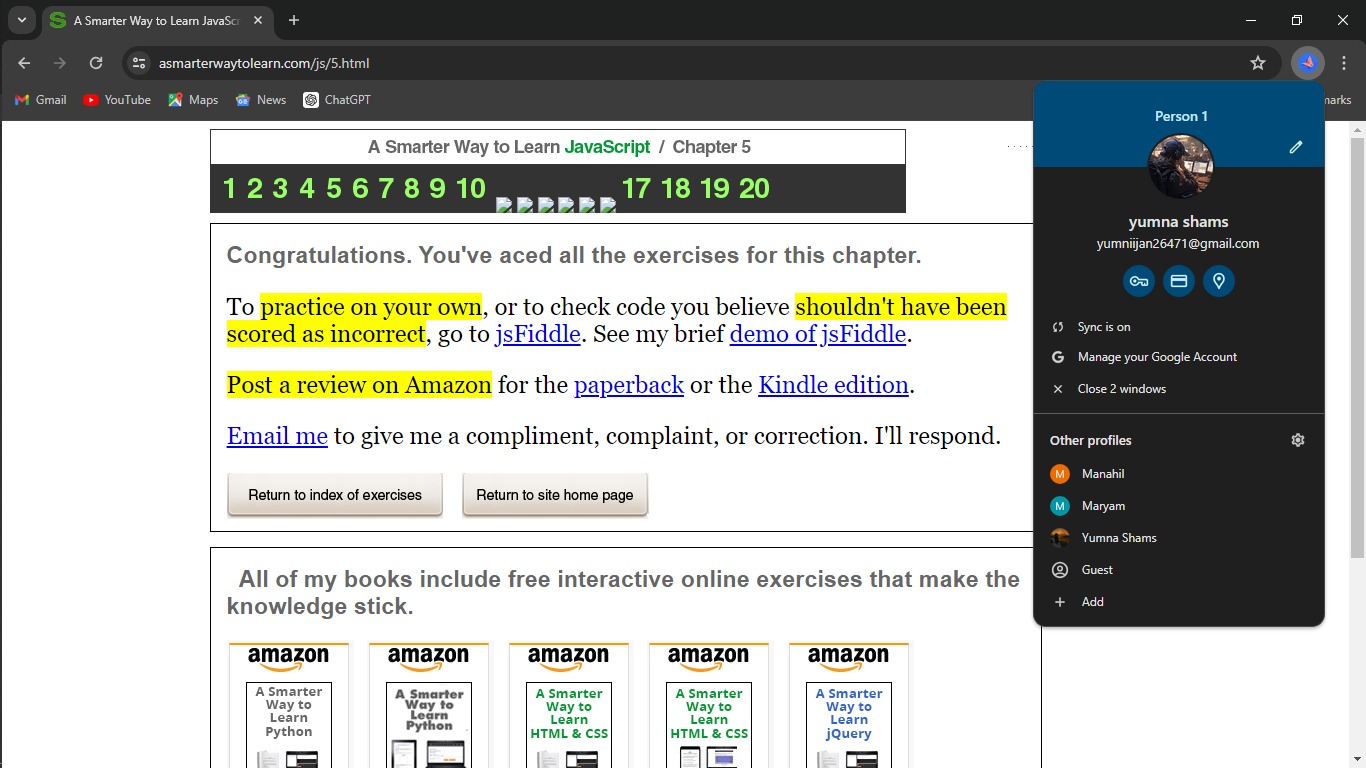 A Smarter Way to Learn JavaScr
asmarterwaytolearn.com/js/5.html
Gmail YouTube Maps News ChatGPT
marks
A Smarter Way to Learn JavaScript / Chapter 5
1 2 3 4 5 6 7 8 9 10 17 18 19 20
Congratulations. You've aced all the exercises for this chapter.
To practice on your own, or to check code you believe shouldn't have been
scored as incorrect, go to jsFiddle. See my brief demo of jsFiddle.
Post a review on Amazon for the paperback or the Kindle edition.
Email me to give me a compliment, complaint, or correction. I'll respond.
Return to index of exercises Return to site home page
All of my books include free interactive online exercises that make the
knowledge stick.
amazon amazon amazon amazon amazon
A Smarter
Way to
Learn
Python
A Smarter
Way to
Learn
Python
A Smarter
Way to
Learn
HTML & CSS
A Smarter
Way to
Learn
HTML & CSS
A Smarter
Way to
Learn
jQuery
Person 1
yumna shams
yumniijan26471@gmail.com
Sync is on
G Manage your Google Account
Close 2 windows
Other profiles
M Manahil
M Maryam
Yumna Shams
Guest
Add